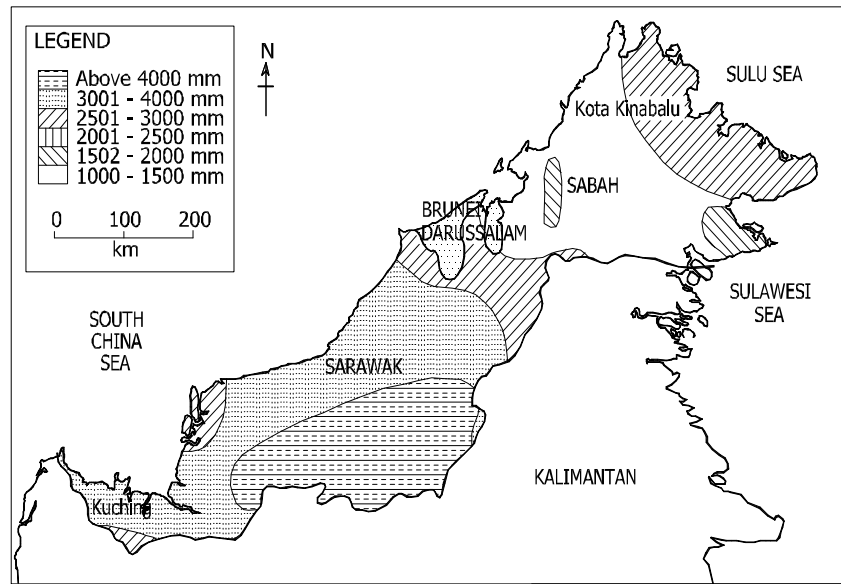 LEGEND
Above 4000 mm
3001 - 4000 mm
2501 - 3000 mm
2001 - 2500 mm
1502 - 2000 mm
1000 - 1500 mm
0 100 200
km
N
SULU SEA
Kota Kinabalu
SABAH
BRUNEI
DARUSSALAM
SULAWESI
SEA
SOUTH
CHINA
SEA
SARAWAK
KALIMANTAN
Kuching